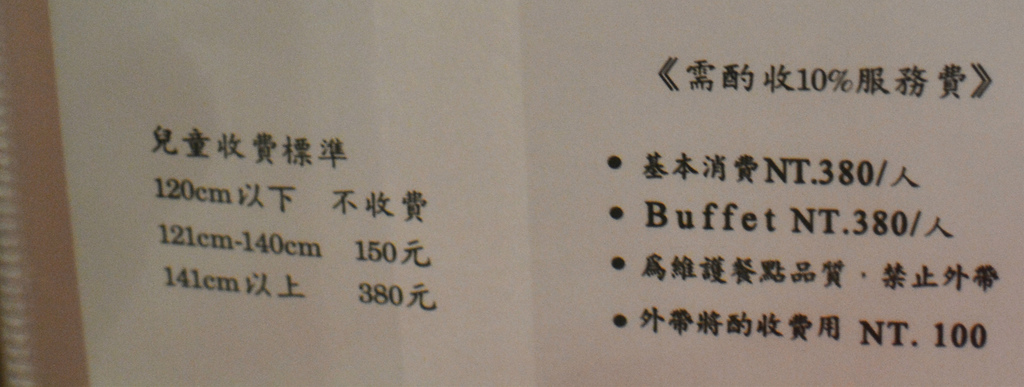 兒童收費標準
120cm以下 不收費
121cm-140cm 150元
141cm以上 380元
《需酌收10%服務費》
• 基本消費NT.380/人
• Buffet NT.380/人
• 為維護餐點品質‧禁止外帶
• 外帶將酌收費用 NT. 100